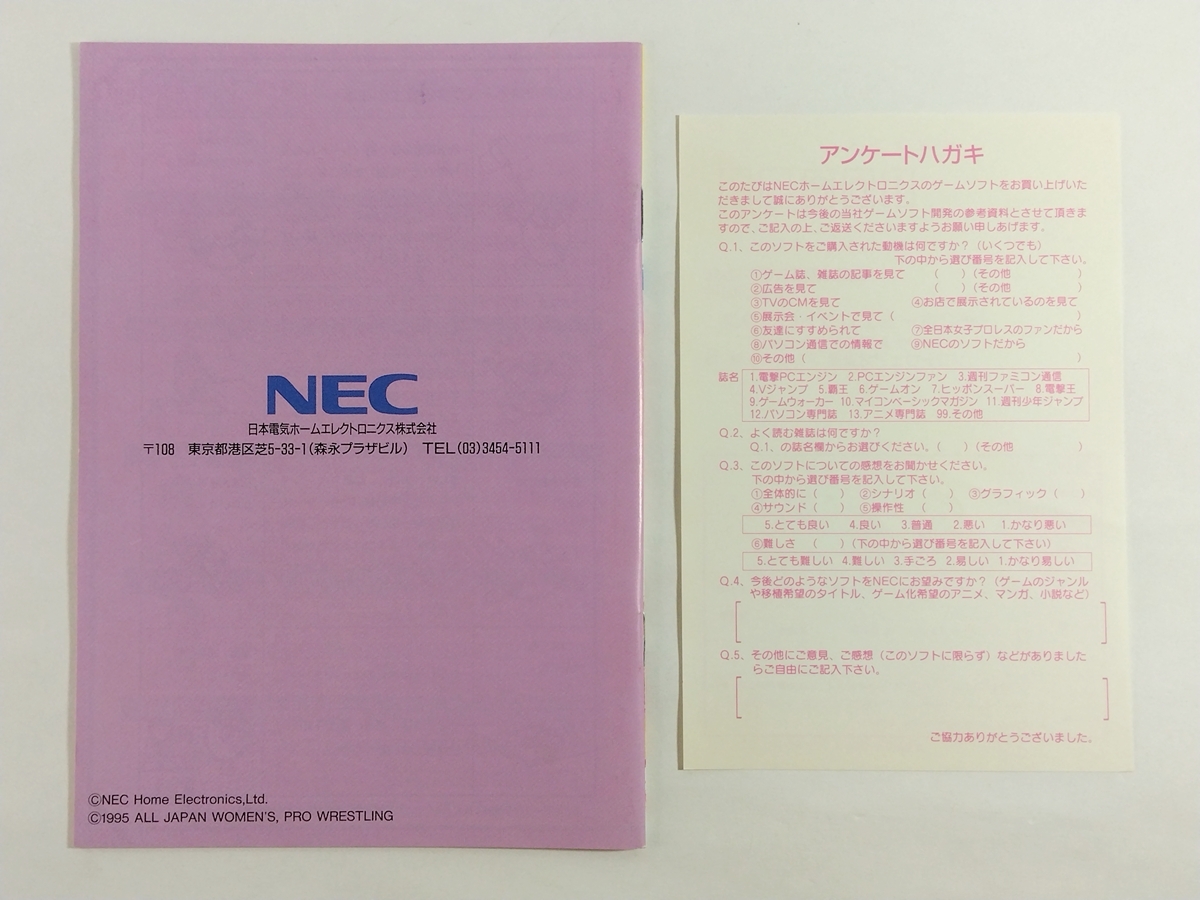 NEC
日本電気ホームエレクトロニクス株式会社
〒108 東京都港区芝5-33-1(森永プラザビル) TEL(03)3454-5111
©NEC Home Electronics,Ltd.
©1995 ALL JAPAN WOMEN'S, PRO WRESTLING
アンケートハガキ
このたびはNECホームエレクトロニクスのゲームソフトをお買い上げいた
だきまして誠にありがとうございます。
このアンケートは今後の当社ゲームソフト開発の参考資料とさせて頂きま
すので、ご記入の上、ご返送くださいますようお願い申しあげます。
Q.1、このソフトをご購入された動機は何ですか?(いくつでも)
下の中から選び番号を記入して下さい。
①ゲーム誌、雑誌の記事を見て ( )(その他 )
②広告を見て ( )(その他 )
③TVのCMを見て ④お店で展示されているのを見て
⑤展示会・イベントで見て( )
⑥友達にすすめられて ⑦全日本女子プロレスのファンだから
⑧パソコン通信での情報で ⑨NECのソフトだから
⑩その他( )
誌名 1.電撃PCエンジン 2.PCエンジンファン 3.週刊ファミコン通信
4.Vジャンプ 5.覇王 6.ゲームオン 7.ヒッポンスーパー 8.電撃王
9.ゲームウォーカー 10.マイコンベーシックマガジン 11.週刊少年ジャンプ
12.パソコン専門誌 13.アニメ専門誌 99.その他
Q.2、よく読む雑誌は何ですか?
Q.1、の誌名欄からお選びください。( )(その他 )
Q.3、このソフトについての感想をお聞かせください。
下の中から選び番号を記入して下さい。
①全体的に( ) ②シナリオ( ) ③グラフィック( )
④サウンド( ) ⑤操作性 ( )
5.とても良い 4.良い 3.普通 2.悪い 1.かなり悪い
⑥難しさ ( )(下の中から選び番号を記入して下さい)
5.とても難しい 4.難しい 3.手ごろ 2.易しい 1.かなり易しい
Q.4、今後どのようなソフトをNECにお望みですか?(ゲームのジャンル
や移植希望のタイトル、ゲーム化希望のアニメ、マンガ、小説など)
Q.5、その他にご意見、ご感想(このソフトに限らず)などがありました
らご自由にご記入下さい。
ご協力ありがとうございました。